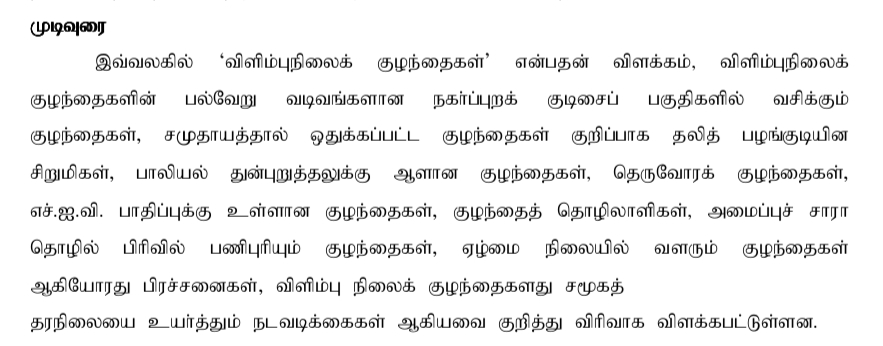 முடிவுரை
இவ்வலகில் ‘விளிம்புநிலைக் குழந்தைகள்’ என்பதன் விளக்கம், விளிம்புநிலைக்
குழந்தைகளின் பல்வேறு வடிவங்களான நகர்ப்புறக் குடிசைப் பகுதிகளில் வசிக்கும்
குழந்தைகள், சமுதாயத்தால் ஒதுக்கப்பட்ட குழந்தைகள் குறிப்பாக தலித் பழங்குடியின
சிறுமிகள், பாலியல் துன்புறுத்தலுக்கு ஆளான குழந்தைகள், தெருவோரக் குழந்தைகள்,
எச்.ஐ.வி. பாதிப்புக்கு உள்ளான குழந்தைகள், குழந்தைத் தொழிலாளிகள், அமைப்புச் சாரா
தொழில் பிரிவில் பணிபுரியும் குழந்தைகள், ஏழ்மை நிலையில் வளரும் குழந்தைகள்
ஆகியோரது பிரச்சனைகள், விளிம்பு நிலைக் குழந்தைகளது சமூகத்
தரநிலையை உயர்த்தும் நடவடிக்கைகள் ஆகியவை குறித்து விரிவாக விளக்கபட்டுள்ளன.